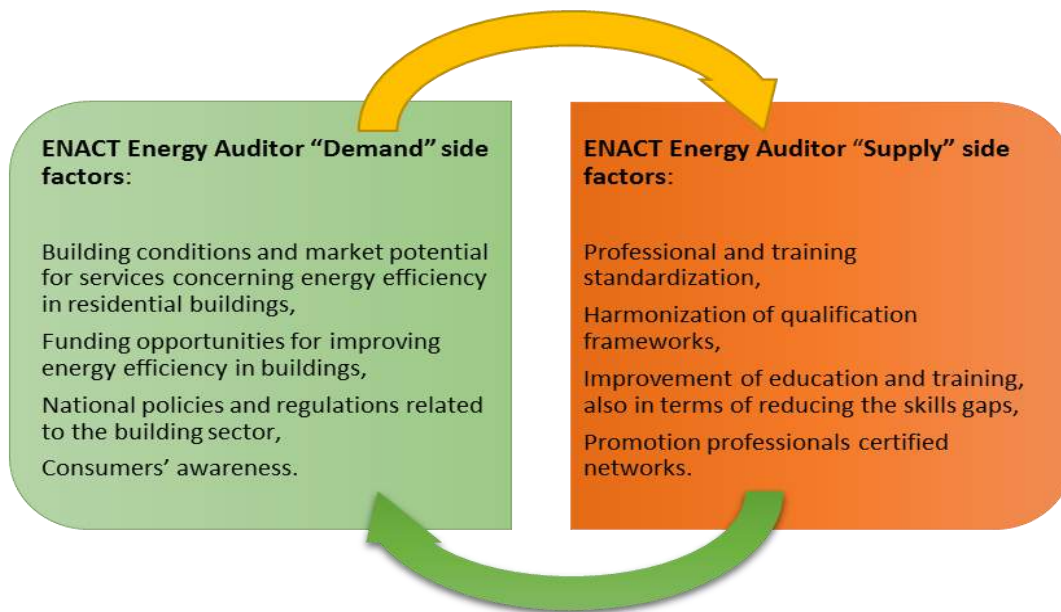 ENACT Energy Auditor “Demand” side
factors:
Building conditions and market potential
for services concerning energy efficiency
in residential buildings,
Funding opportunities for improving
energy efficiency in buildings,
National policies and regulations related
to the building sector,
Consumers’ awareness.
ENACT Energy Auditor “Supply” side
factors:
Professional and training
standardization,
Harmonization of qualification
frameworks,
Improvement of education and training,
also in terms of reducing the skills gaps,
Promotion professionals certified
networks.